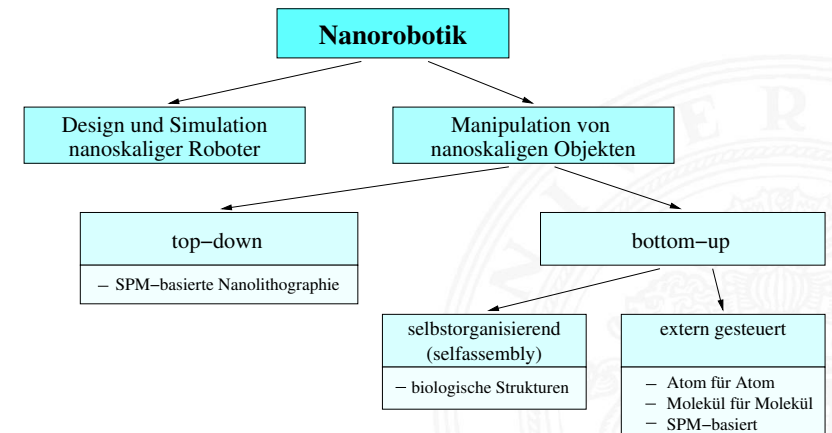 Nanorobotik
Design und Simulation
nanoskaliger Roboter
Manipulation von
nanoskaligen Objekten
top−down
− SPM−basierte Nanolithographie
bottom−up
selbstorganisierend
(selfassembly)
− biologische Strukturen
extern gesteuert
− Atom für Atom
− Molekül für Molekül
− SPM−basiert